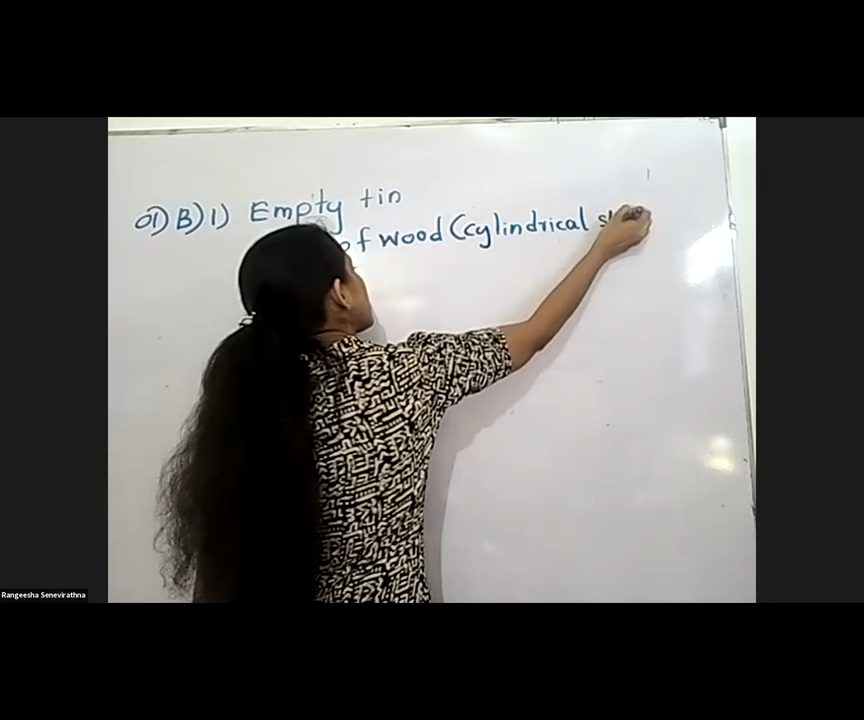 01) B) 1) Empty tin
of wood (cylindrical
Rangeesha Senevirathna